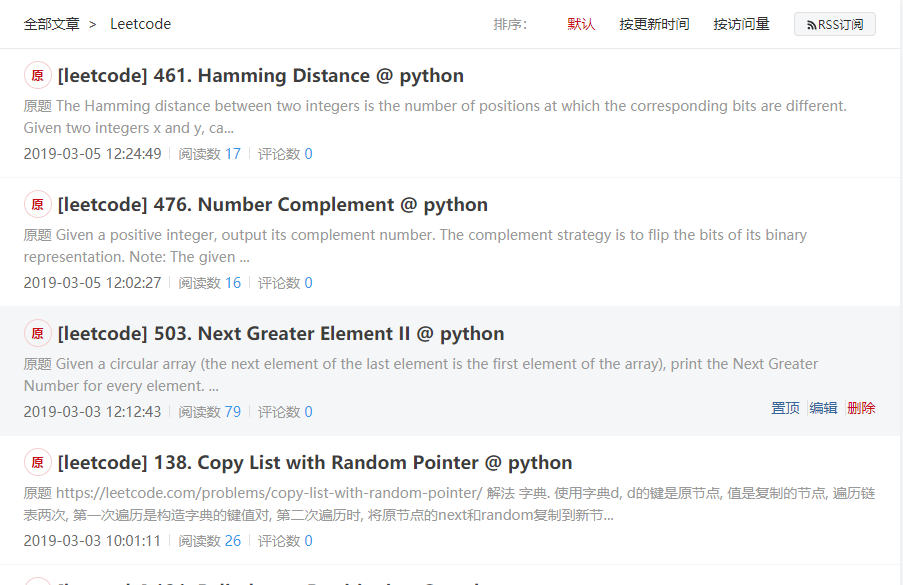 全部文章 > Leetcode 排序： 默认 按更新时间 按访问量 RSS订阅
原 [leetcode] 461. Hamming Distance @ python
原题 The Hamming distance between two integers is the number of positions at which the corresponding bits are different.
Given two integers x and y, ca...
2019-03-05 12:24:49 阅读数 17 评论数 0
原 [leetcode] 476. Number Complement @ python
原题 Given a positive integer, output its complement number. The complement strategy is to flip the bits of its binary
representation. Note: The given ...
2019-03-05 12:02:27 阅读数 16 评论数 0
原 [leetcode] 503. Next Greater Element II @ python
原题 Given a circular array (the next element of the last element is the first element of the array), print the Next Greater
Number for every element. ...
2019-03-03 12:12:43 阅读数 79 评论数 0 置顶 编辑 删除
原 [leetcode] 138. Copy List with Random Pointer @ python
原题 https://leetcode.com/problems/copy-list-with-random-pointer/ 解法 字典. 使用字典d, d的键是原节点, 值是复制的节点, 遍历链
表两次, 第一次遍历是构造字典的键值对, 第二次遍历时, 将原节点的next和random复制到新节...
2019-03-03 10:01:11 阅读数 26 评论数 0